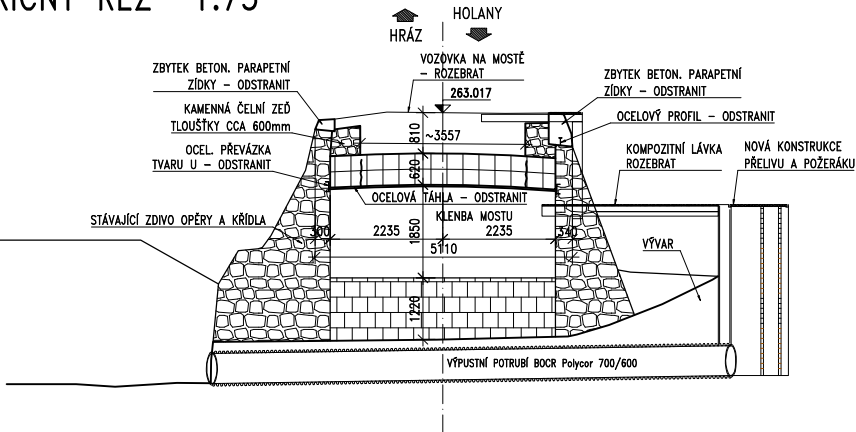 ŘÍČNÝ ŘEZ 1:75
HRÁZ
HOLANY
VOZOVKA NA MOSTĚ
- ROZEBRAT
263.017
ZBYTEK BETON. PARAPETNÍ
ZÍDKY - ODSTRANIT
KAMENNÁ ČELNÍ ZEĎ
TLOUŠŤKY CCA 600mm
OCEL. PŘEVÁZKA
TVARU U - ODSTRANIT
STÁVAJÍCÍ ZDIVO OPĚRY A KŘÍDLA
ZBYTEK BETON. PARAPETNÍ
ZÍDKY - ODSTRANIT
OCELOVÝ PROFIL - ODSTRANIT
KOMPOZITNÍ LÁVKA
ROZEBRAT
NOVÁ KONSTRUKCE
PŘELIVU A POŽERÁKU
810
~3557
620
OCELOVÁ TÁHLA - ODSTRANIT
KLENBA MOSTU
300
2235
1850
2235
340
5110
VÝVAR
1220
VÝPUSTNÍ POTRUBÍ BOCR Polycor 700/600